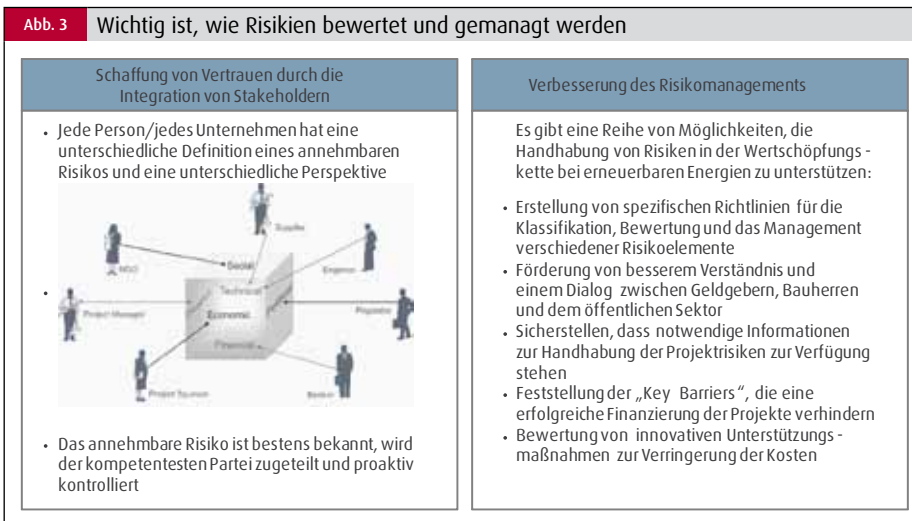 Abb. 3
Wichtig ist, wie Risikien bewertet und gemanagt werden
Schaffung von Vertrauen durch die
Integration von Stakeholdern
• Jede Person/jedes Unternehmen hat eine
unterschiedliche Definition eines annehmbaren
Risikos und eine unterschiedliche Perspektive
Supplier
NGO
Social
Engineer
Technical
Project Manager
Economic
Financial
Project Sponsor
Banker
• Das annehmbare Risiko ist bestens bekannt, wird
der kompetentesten Partei zugeteilt und proaktiv
kontrolliert
Verbesserung des Risikomanagements
Es gibt eine Reihe von Möglichkeiten, die
Handhabung von Risiken in der Wertschöpfungs -
kette bei erneuerbaren Energien zu unterstützen:
• Erstellung von spezifischen Richtlinien für die
Klassifikation, Bewertung und das Management
verschiedener Risikoelemente
• Förderung von besserem Verständnis und
einem Dialog zwischen Geldgebern, Bauherren
und dem öffentlichen Sektor
• Sicherstellen, dass notwendige Informationen
zur Handhabung der Projektrisiken zur Verfügung
stehen
• Feststellung der „Key Barriers“, die eine
erfolgreiche Finanzierung der Projekte verhindern
• Bewertung von innovativen Unterstützungs -
maßnahmen zur Verringerung der Kosten